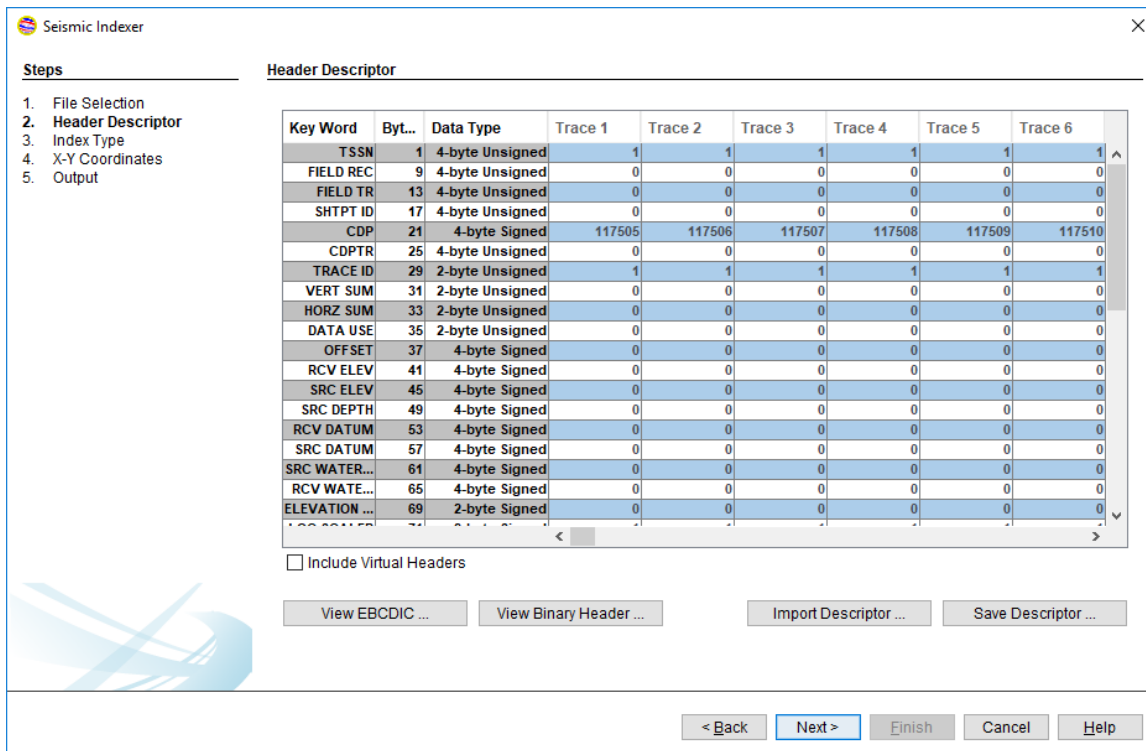 Seismic Indexer
Steps
1. File Selection
2. Header Descriptor
3. Index Type
4. X-Y Coordinates
5. Output
Header Descriptor
Key Word Byt... Data Type Trace 1 Trace 2 Trace 3 Trace 4 Trace 5 Trace 6
TSSN 1 4-byte Unsigned 1 1 1 1 1 1
FIELD REC 9 4-byte Unsigned 0 0 0 0 0 0
FIELD TR 13 4-byte Unsigned 0 0 0 0 0 0
SHTPT ID 17 4-byte Unsigned 0 0 0 0 0 0
CDP 21 4-byte Signed 117505 117506 117507 117508 117509 117510
CDPTR 25 4-byte Unsigned 0 0 0 0 0 0
TRACE ID 29 2-byte Unsigned 1 1 1 1 1 1
VERT SUM 31 2-byte Unsigned 0 0 0 0 0 0
HORZ SUM 33 2-byte Unsigned 0 0 0 0 0 0
DATA USE 35 2-byte Unsigned 0 0 0 0 0 0
OFFSET 37 4-byte Signed 0 0 0 0 0 0
RCV ELEV 41 4-byte Signed 0 0 0 0 0 0
SRC ELEV 45 4-byte Signed 0 0 0 0 0 0
SRC DEPTH 49 4-byte Signed 0 0 0 0 0 0
RCV DATUM 53 4-byte Signed 0 0 0 0 0 0
SRC DATUM 57 4-byte Signed 0 0 0 0 0 0
SRC WATER... 61 4-byte Signed 0 0 0 0 0 0
RCV WATE... 65 4-byte Signed 0 0 0 0 0 0
ELEVATION ... 69 2-byte Signed 0 0 0 0 0 0
Include Virtual Headers
View EBCDIC ... View Binary Header ... Import Descriptor ... Save Descriptor ...
< Back Next > Finish Cancel Help